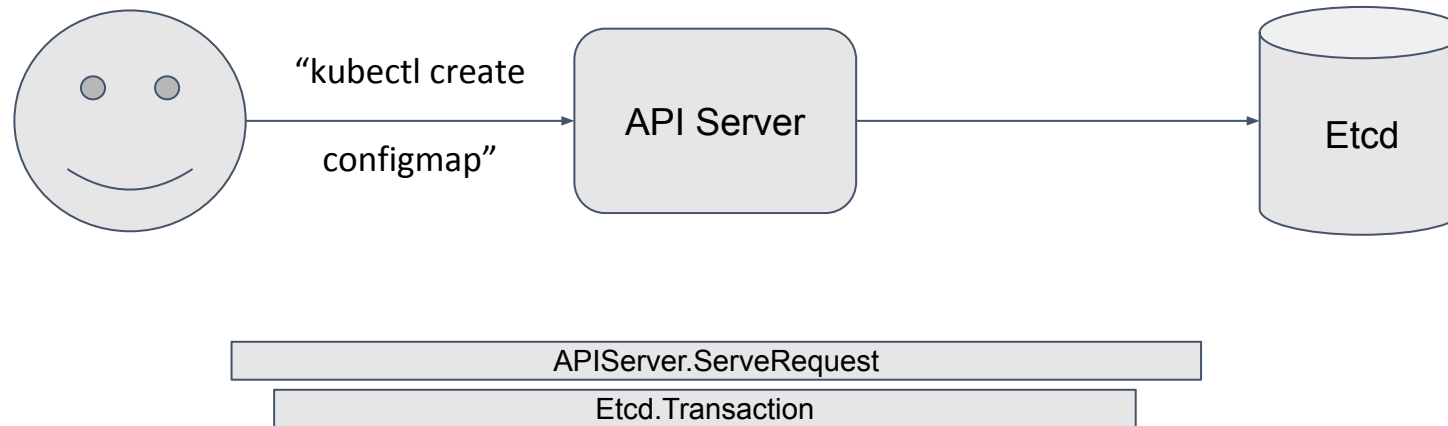 “kubectl create
configmap”
API Server
Etcd
APIServer.ServeRequest
Etcd.Transaction